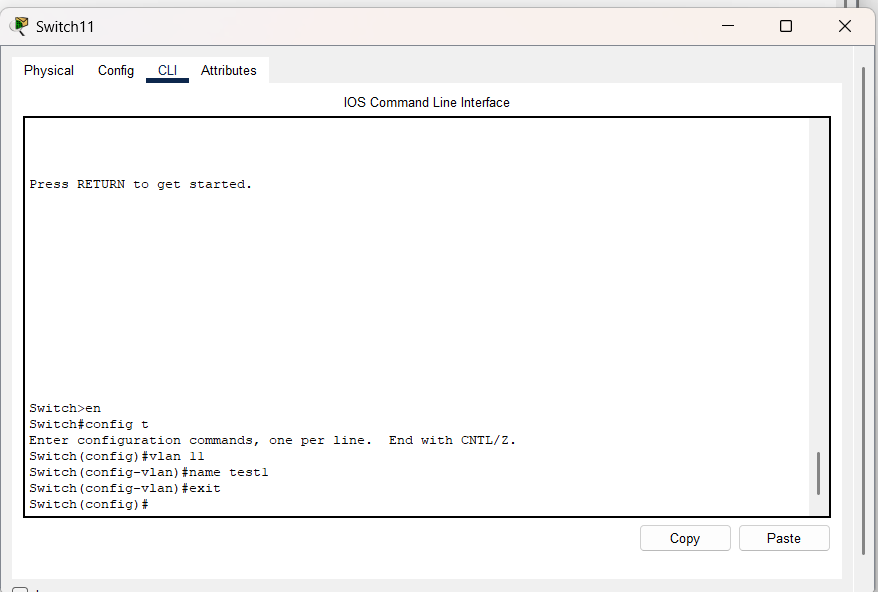 Switch11
Physical Config CLI Attributes
IOS Command Line Interface
Press RETURN to get started.
Switch>en
Switch#config t
Enter configuration commands, one per line.  End with CNTL/Z.
Switch(config)#vlan 11
Switch(config-vlan)#name test1
Switch(config-vlan)#exit
Switch(config)#
Copy Paste